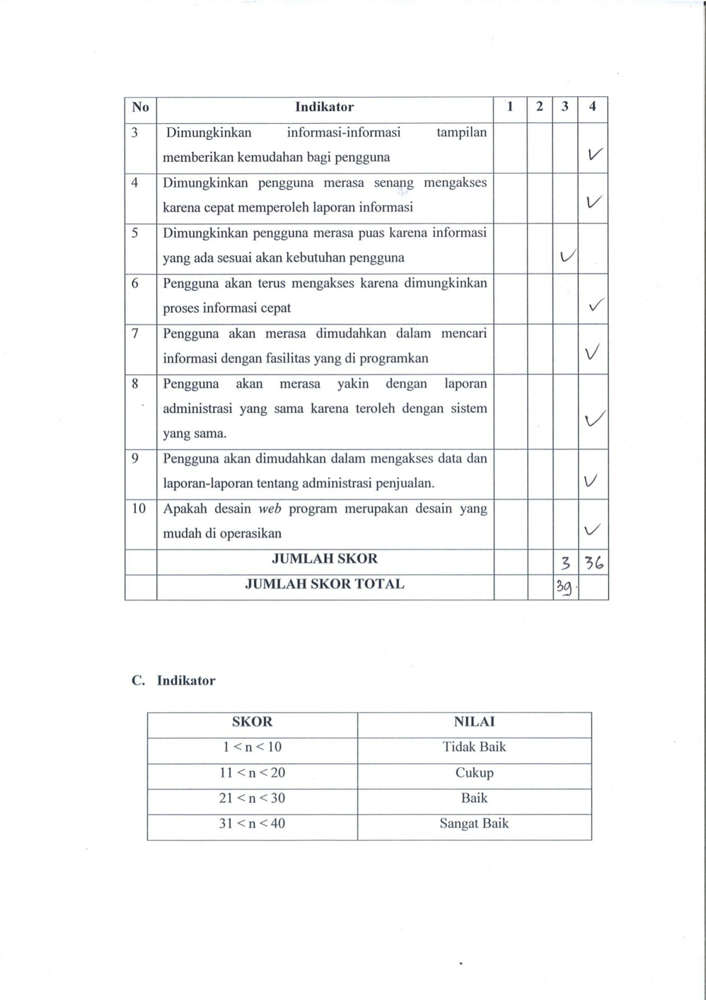 No Indikator 1 2 3 4
3 Dimungkinkan informasi-informasi tampilan
memberikan kemudahan bagi pengguna ✓
4 Dimungkinkan pengguna merasa senang mengakses
karena cepat memperoleh laporan informasi ✓
5 Dimungkinkan pengguna merasa puas karena informasi
yang ada sesuai akan kebutuhan pengguna ✓
6 Pengguna akan terus mengakses karena dimungkinkan
proses informasi cepat ✓
7 Pengguna akan merasa dimudahkan dalam mencari
informasi dengan fasilitas yang di programkan ✓
8 Pengguna akan merasa yakin dengan laporan
administrasi yang sama karena teroleh dengan sistem ✓
yang sama.
9 Pengguna akan dimudahkan dalam mengakses data dan
laporan-laporan tentang administrasi penjualan. ✓
10 Apakah desain web program merupakan desain yang
mudah di operasikan ✓
JUMLAH SKOR 3 36
JUMLAH SKOR TOTAL 39.
C. Indikator
SKOR NILAI
1 < n < 10 Tidak Baik
11 < n < 20 Cukup
21 < n < 30 Baik
31 < n < 40 Sangat Baik